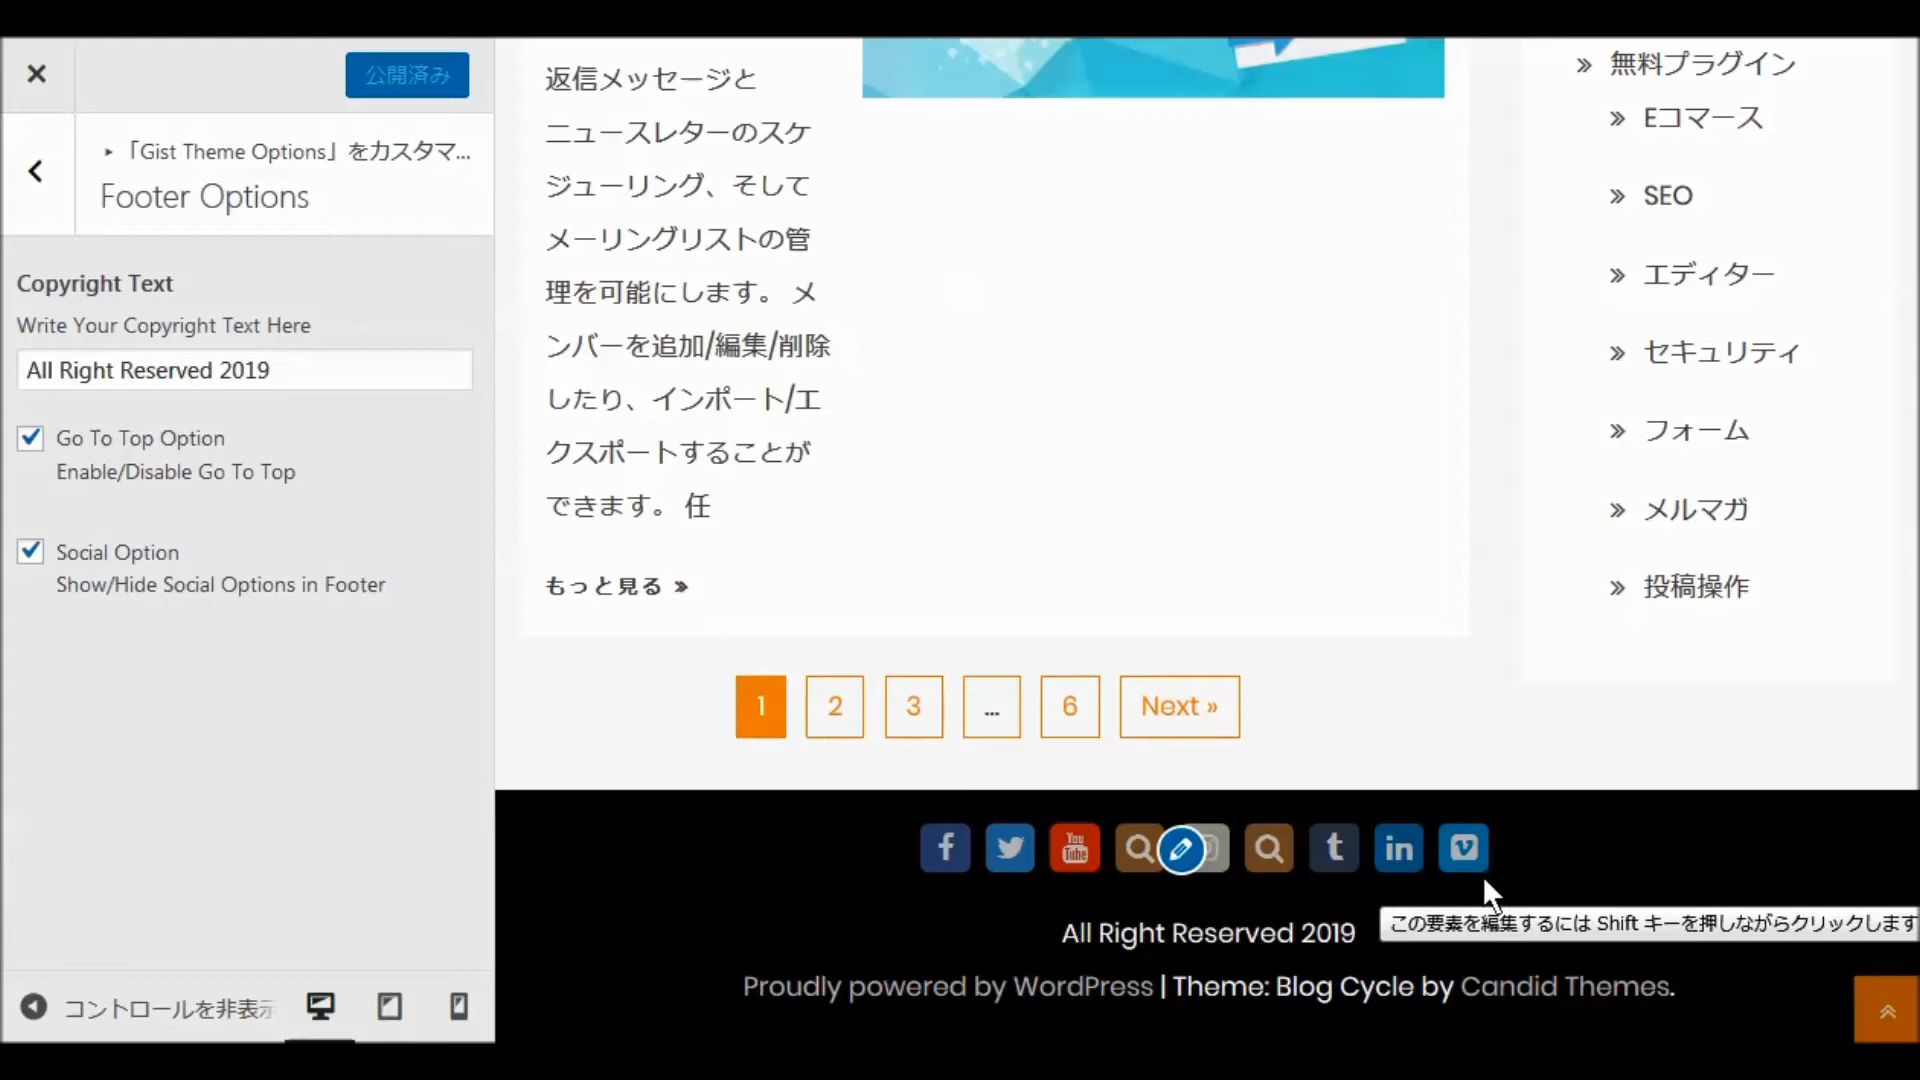 公開済み
▸ 「Gist Theme Options」をカスタマ...
Footer Options
Copyright Text
Write Your Copyright Text Here
All Right Reserved 2019
Go To Top Option
Enable/Disable Go To Top
Social Option
Show/Hide Social Options in Footer
コントロールを非表示
返信メッセージと
ニュースレターのスケ
ジューリング、そして
メーリングリストの管
理を可能にします。 メ
ンバーを追加/編集/削除
したり、インポート/エ
クスポートすることが
できます。 任
もっと見る »
1 2 3 ... 6 Next »
» 無料プラグイン
» Eコマース
» SEO
» エディター
» セキュリティ
» フォーム
» メルマガ
» 投稿操作
You Tube
All Right Reserved 2019
この要素を編集するには Shift キーを押しながらクリックします
Proudly powered by WordPress | Theme: Blog Cycle by Candid Themes.